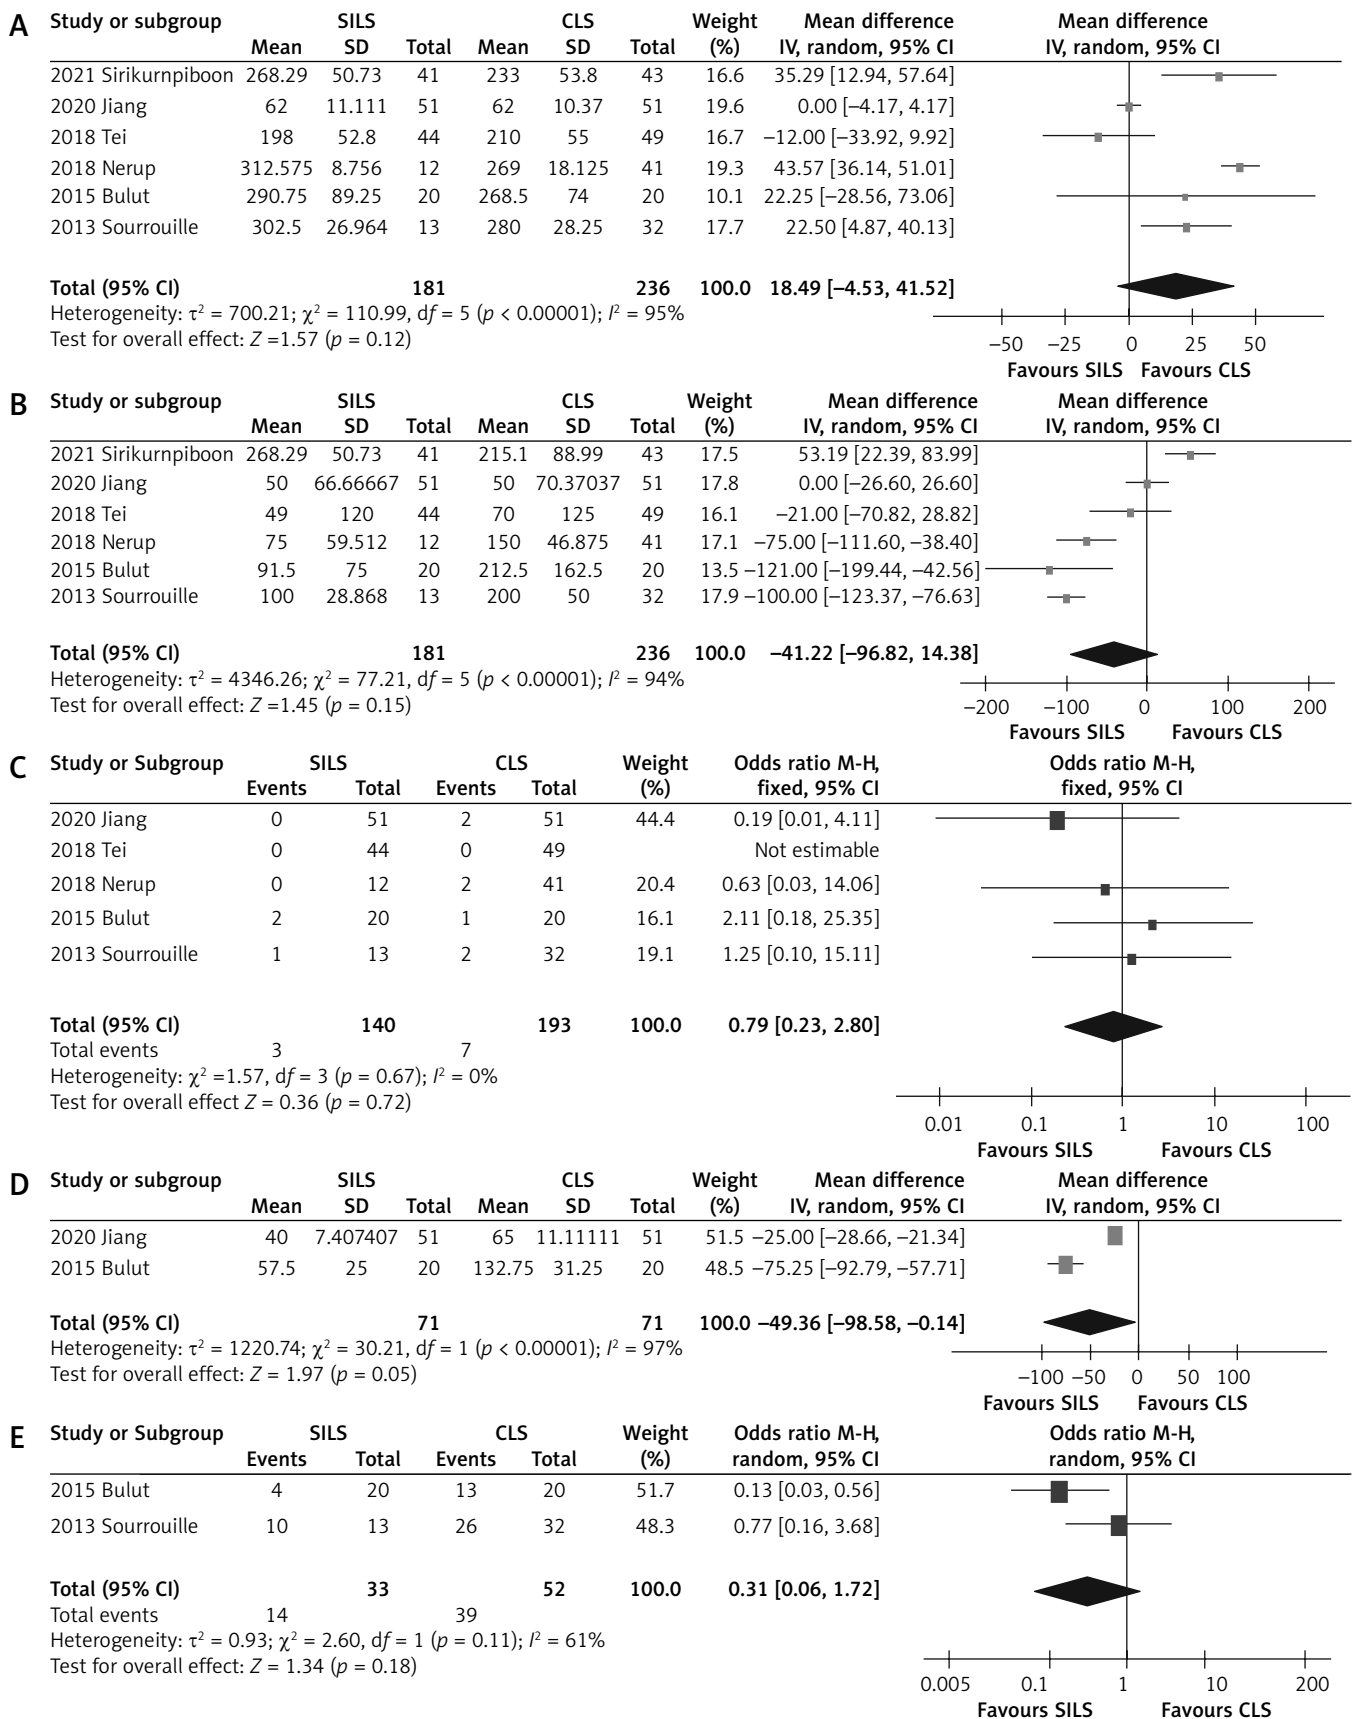 A Study or subgroup SILS CLS Weight Mean difference Mean difference
Mean SD Total Mean SD Total (%) IV, random, 95% CI IV, random, 95% CI
2021 Sirikurnpiboon 268.29 50.73 41 233 53.8 43 16.6 35.29 [12.94, 57.64]
2020 Jiang 62 11.111 51 62 10.37 51 19.6 0.00 [–4.17, 4.17]
2018 Tei 198 52.8 44 210 55 49 16.7 –12.00 [–33.92, 9.92]
2018 Nerup 312.575 8.756 12 269 18.125 41 19.3 43.57 [36.14, 51.01]
2015 Bulut 290.75 89.25 20 268.5 74 20 10.1 22.25 [–28.56, 73.06]
2013 Sourrouille 302.5 26.964 13 280 28.25 32 17.7 22.50 [4.87, 40.13]
Total (95% CI) 181 236 100.0 18.49 [–4.53, 41.52]
Heterogeneity: τ² = 700.21; χ² = 110.99, df = 5 (p < 0.00001); I² = 95%
Test for overall effect: Z =1.57 (p = 0.12)
–50 –25 0 25 50
Favours SILS Favours CLS
B Study or subgroup SILS CLS Weight Mean difference Mean difference
Mean SD Total Mean SD Total (%) IV, random, 95% CI IV, random, 95% CI
2021 Sirikurnpiboon 268.29 50.73 41 215.1 88.99 43 17.5 53.19 [22.39, 83.99]
2020 Jiang 50 66.66667 51 50 70.37037 51 17.8 0.00 [–26.60, 26.60]
2018 Tei 49 120 44 70 125 49 16.1 –21.00 [–70.82, 28.82]
2018 Nerup 75 59.512 12 150 46.875 41 17.1 –75.00 [–111.60, –38.40]
2015 Bulut 91.5 75 20 212.5 162.5 20 13.5 –121.00 [–199.44, –42.56]
2013 Sourrouille 100 28.868 13 200 50 32 17.9 –100.00 [–123.37, –76.63]
Total (95% CI) 181 236 100.0 –41.22 [–96.82, 14.38]
Heterogeneity: τ² = 4346.26; χ² = 77.21, df = 5 (p < 0.00001); I² = 94%
Test for overall effect: Z =1.45 (p = 0.15)
–200 –100 0 100 200
Favours SILS Favours CLS
C Study or Subgroup SILS CLS Weight Odds ratio M-H, Odds ratio M-H,
Events Total Events Total (%) fixed, 95% CI fixed, 95% CI
2020 Jiang 0 51 2 51 44.4 0.19 [0.01, 4.11]
2018 Tei 0 44 0 49 Not estimable
2018 Nerup 0 12 2 41 20.4 0.63 [0.03, 14.06]
2015 Bulut 2 20 1 20 16.1 2.11 [0.18, 25.35]
2013 Sourrouille 1 13 2 32 19.1 1.25 [0.10, 15.11]
Total (95% CI) 140 193 100.0 0.79 [0.23, 2.80]
Total events 3 7
Heterogeneity: χ² =1.57, df = 3 (p = 0.67); I² = 0%
Test for overall effect Z = 0.36 (p = 0.72)
0.01 0.1 1 10 100
Favours SILS Favours CLS
D Study or subgroup SILS CLS Weight Mean difference Mean difference
Mean SD Total Mean SD Total (%) IV, random, 95% CI IV, random, 95% CI
2020 Jiang 40 7.407407 51 65 11.11111 51 51.5 –25.00 [–28.66, –21.34]
2015 Bulut 57.5 25 20 132.75 31.25 20 48.5 –75.25 [–92.79, –57.71]
Total (95% CI) 71 71 100.0 –49.36 [–98.58, –0.14]
Heterogeneity: τ² = 1220.74; χ² = 30.21, df = 1 (p < 0.00001); I² = 97%
Test for overall effect: Z = 1.97 (p = 0.05)
–100 –50 0 50 100
Favours SILS Favours CLS
E Study or Subgroup SILS CLS Weight Odds ratio M-H, Odds ratio M-H,
Events Total Events Total (%) random, 95% CI random, 95% CI
2015 Bulut 4 20 13 20 51.7 0.13 [0.03, 0.56]
2013 Sourrouille 10 13 26 32 48.3 0.77 [0.16, 3.68]
Total (95% CI) 33 52 100.0 0.31 [0.06, 1.72]
Total events 14 39
Heterogeneity: τ² = 0.93; χ² = 2.60, df = 1 (p = 0.11); I² = 61%
Test for overall effect: Z = 1.34 (p = 0.18)
0.005 0.1 1 10 200
Favours SILS Favours CLS